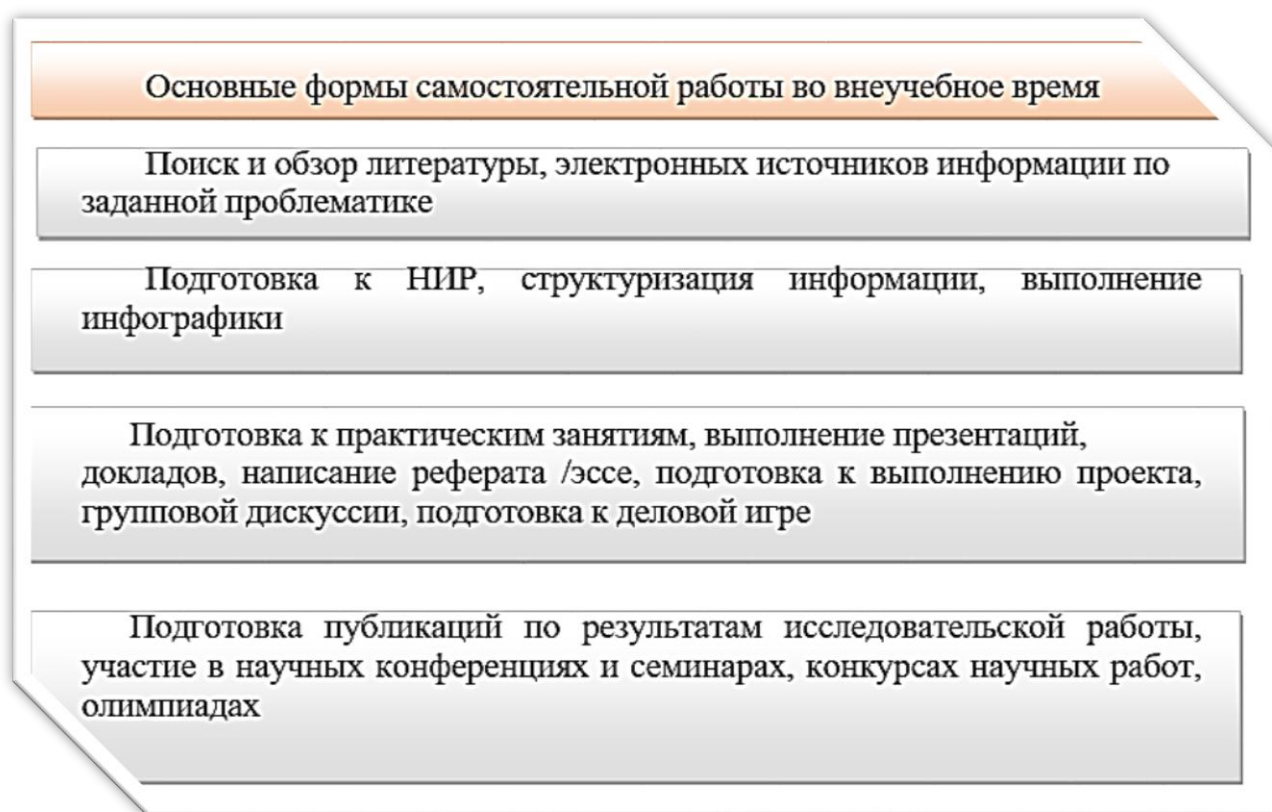 Основные формы самостоятельной работы во внеучебное время
Поиск и обзор литературы, электронных источников информации по
заданной проблематике
Подготовка к НИР, структуризация информации, выполнение
инфографики
Подготовка к практическим занятиям, выполнение презентаций,
докладов, написание реферата /эссе, подготовка к выполнению проекта,
групповой дискуссии, подготовка к деловой игре
Подготовка публикаций по результатам исследовательской работы,
участие в научных конференциях и семинарах, конкурсах научных работ,
олимпиадах